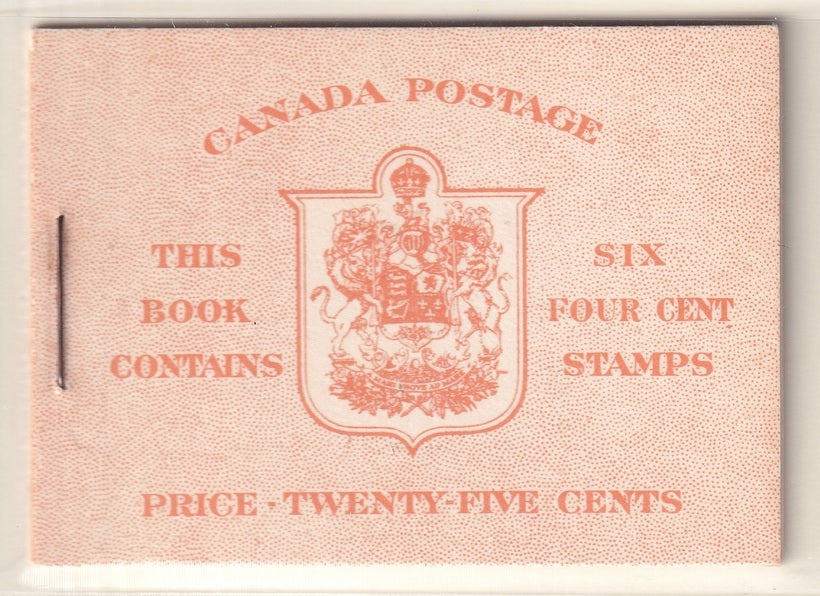 CANADA POSTAGE
THIS
BOOK
CONTAINS
SIX
FOUR CENT
STAMPS
PRICE · TWENTY-FIVE CENTS